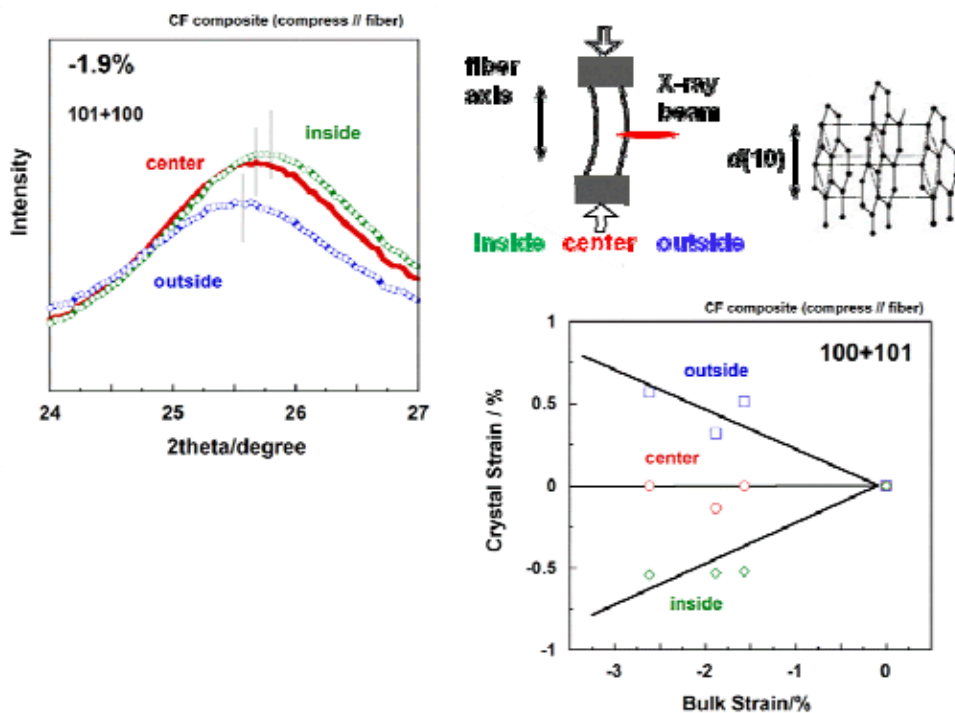 CF composite (compress // fiber)
-1.9%
101+100
inside
center
outside
Intensity
24
25
26
27
2theta/degree
fiber
axis
X-ray
beam
d(10)
Inside center outside
CF composite (compress // fiber)
100+101
outside
center
inside
Crystal Strain / %
1
0.5
0
-0.5
-1
-3
-2
-1
0
Bulk Strain/%